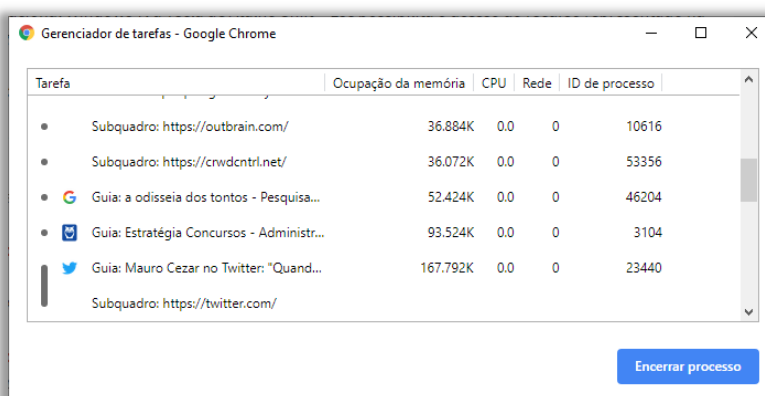 Gerenciador de tarefas - Google Chrome
Tarefa Ocupação da memória CPU Rede ID de processo
Subquadro: https://outbrain.com/ 36.884K 0.0 0 10616
Subquadro: https://crwdcntrl.net/ 36.072K 0.0 0 53356
Guia: a odisseia dos tontos - Pesquisa... 52.424K 0.0 0 46204
Guia: Estratégia Concursos - Administr... 93.524K 0.0 0 3104
Guia: Mauro Cezar no Twitter: "Quand... 167.792K 0.0 0 23440
Subquadro: https://twitter.com/
Encerrar processo